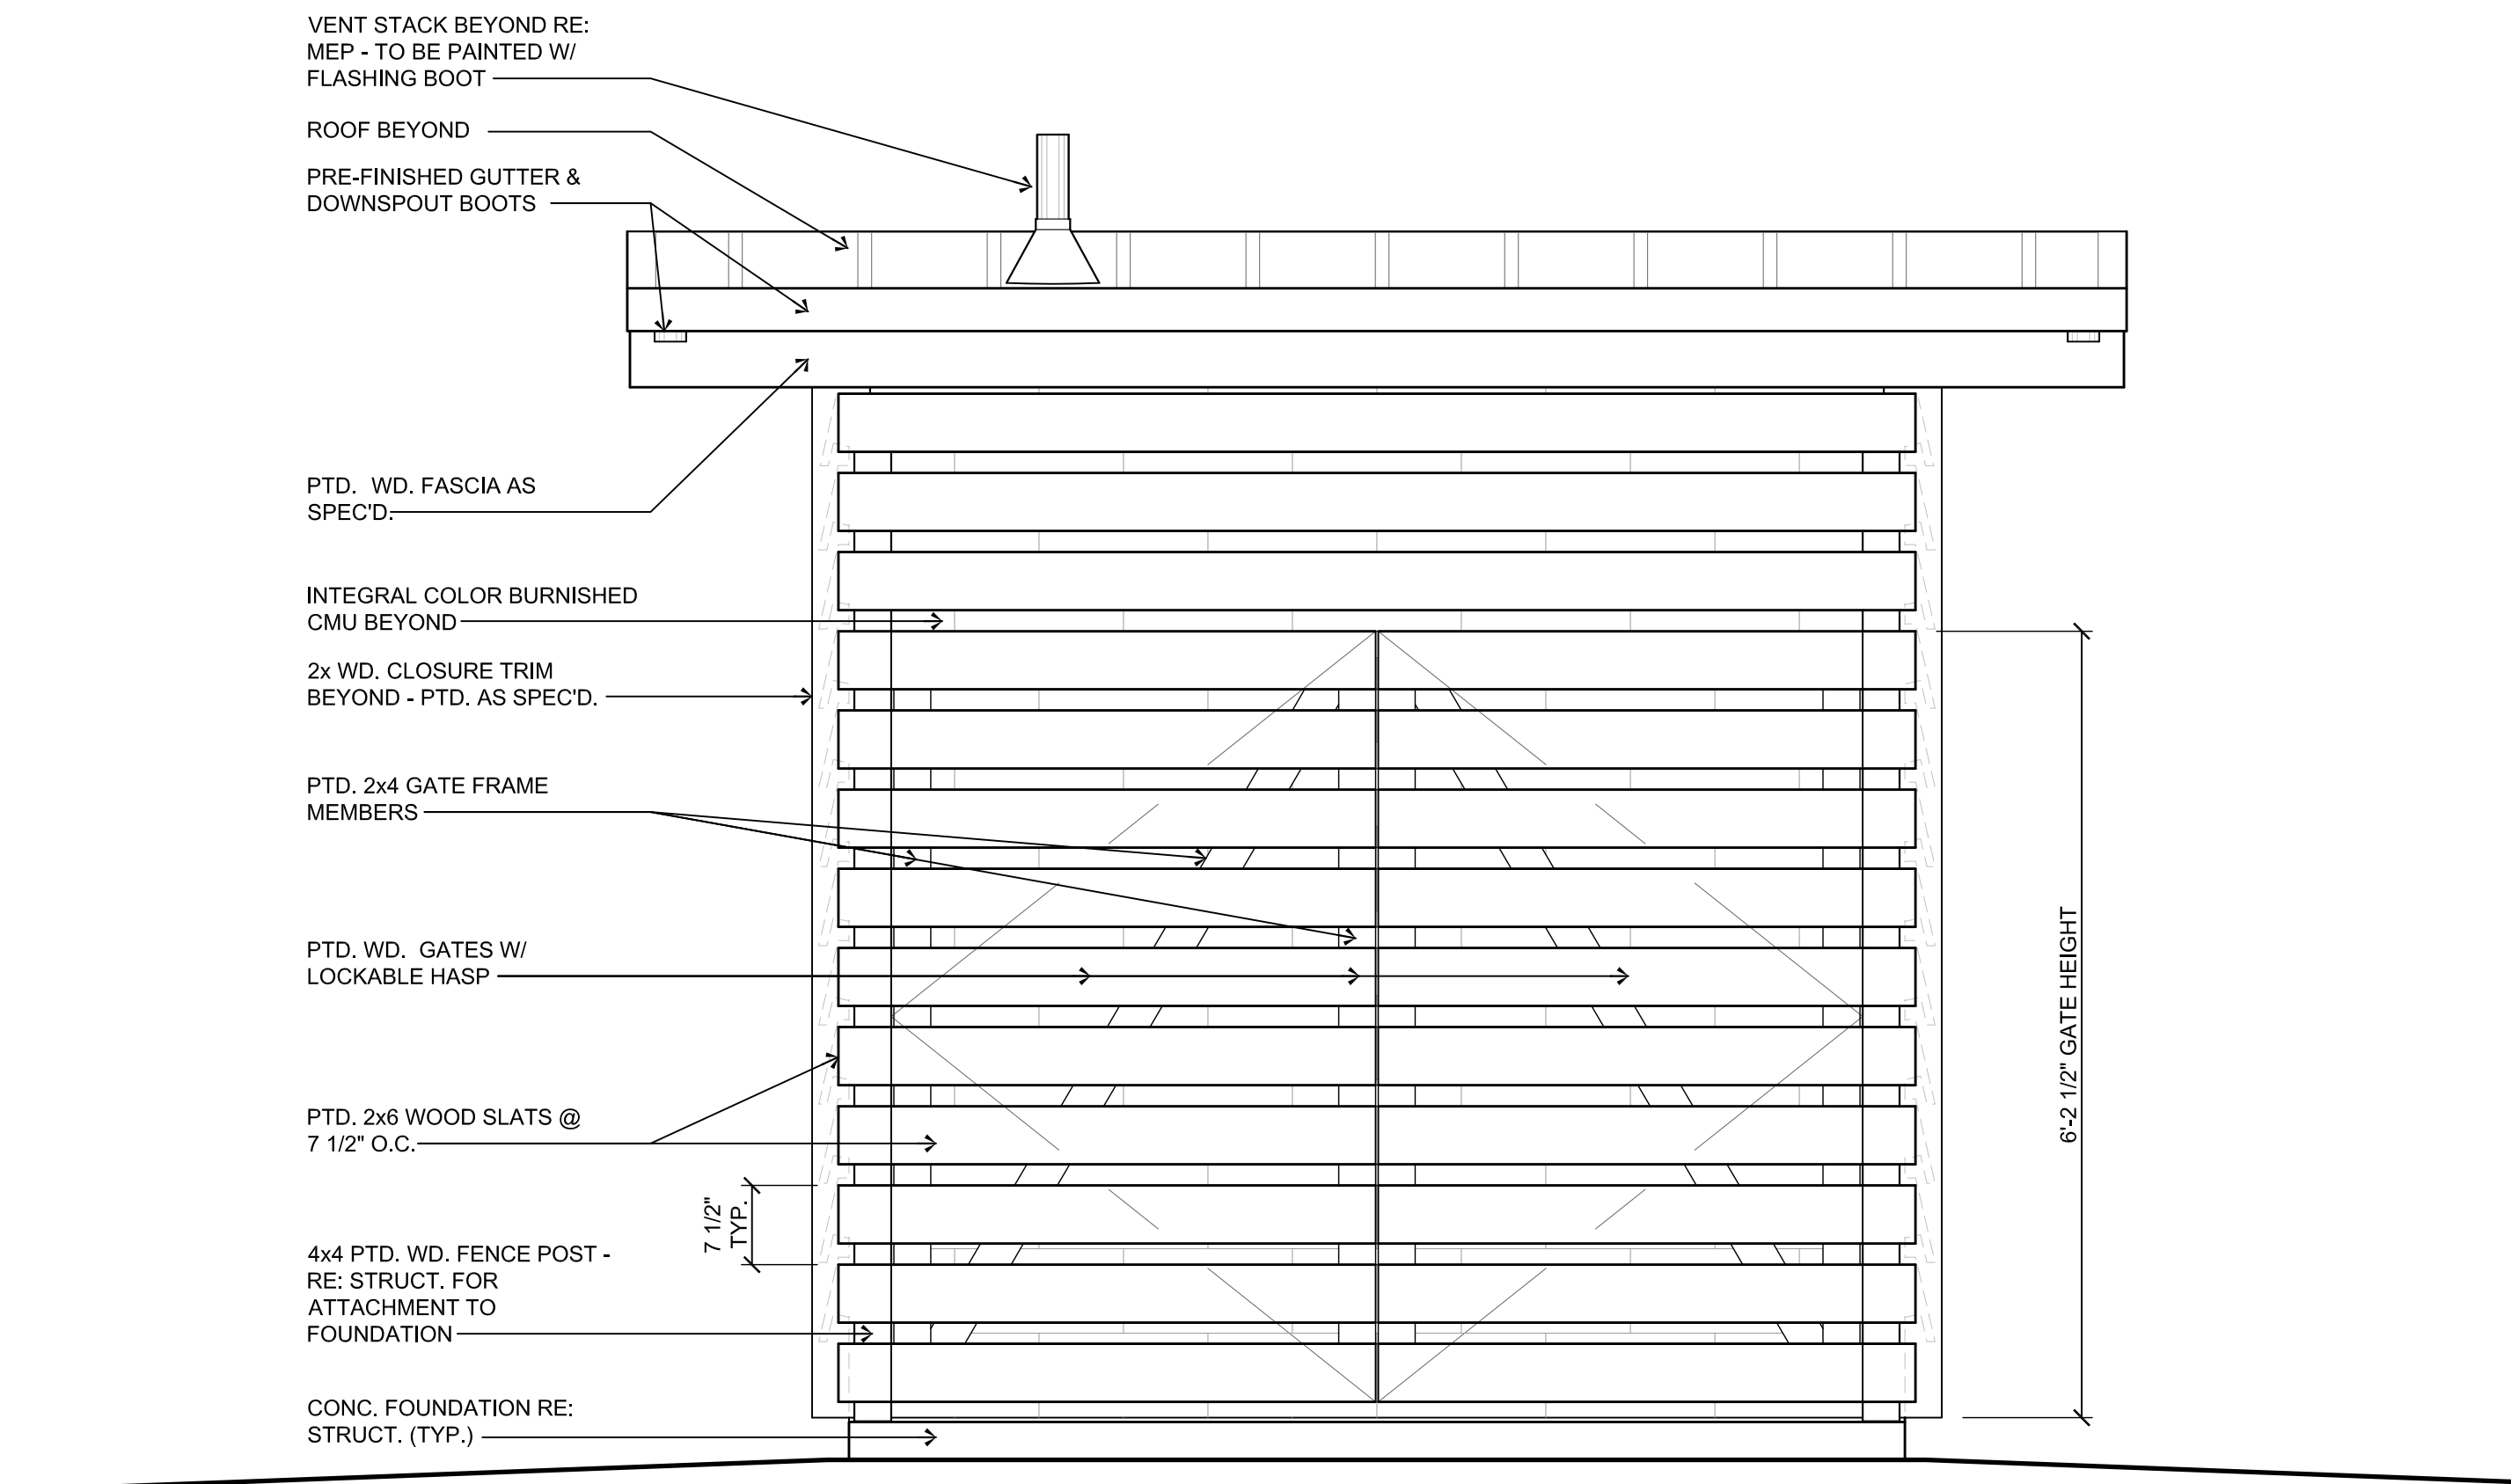 VENT STACK BEYOND RE:
MEP - TO BE PAINTED W/
FLASHING BOOT
ROOF BEYOND
PRE-FINISHED GUTTER &
DOWNSPOUT BOOTS
PTD. WD. FASCIA AS
SPEC'D.
INTEGRAL COLOR BURNISHED
CMU BEYOND
2x WD. CLOSURE TRIM
BEYOND - PTD. AS SPEC'D.
PTD. 2x4 GATE FRAME
MEMBERS
PTD. WD. GATES W/
LOCKABLE HASP
PTD. 2x6 WOOD SLATS @
7 1/2" O.C.
7 1/2"
TYP.
4x4 PTD. WD. FENCE POST -
RE: STRUCT. FOR
ATTACHMENT TO
FOUNDATION
CONC. FOUNDATION RE:
STRUCT. (TYP.)
6'-2 1/2" GATE HEIGHT